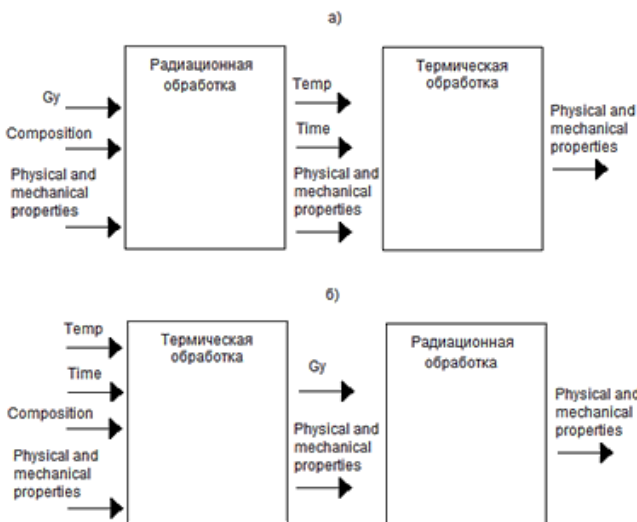 а)
Радиационная
обработка
Термическая
обработка
Gy
Composition
Physical and
mechanical
properties
Temp
Time
Physical and
mechanical
properties
Physical and
mechanical
properties
б)
Temp
Time
Composition
Physical and
mechanical
properties
Термическая
обработка
Gy
Physical and
mechanical
properties
Радиационная
обработка
Physical and
mechanical
properties